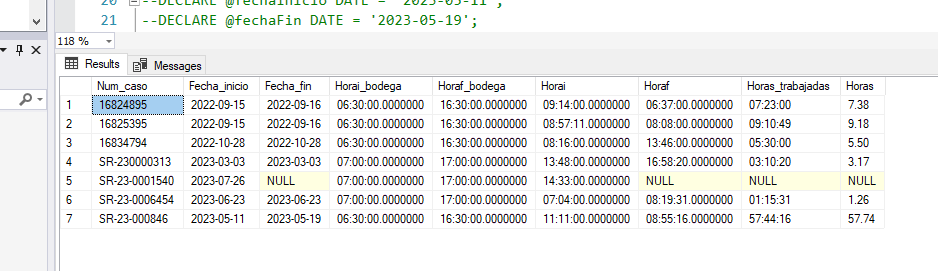 20 --DECLARE @fechaInicio DATE = '2023-05-11';
21 --DECLARE @fechaFin DATE = '2023-05-19';
118 %
Results Messages
Num_caso Fecha_inicio Fecha_fin Horai_bodega Horaf_bodega Horai Horaf Horas_trabajadas Horas
1 16824895 2022-09-15 2022-09-16 06:30:00.0000000 16:30:00.0000000 09:14:00.0000000 06:37:00.0000000 07:23:00 7.38
2 16825395 2022-09-15 2022-09-16 06:30:00.0000000 16:30:00.0000000 08:57:11.0000000 08:08:00.0000000 09:10:49 9.18
3 16834794 2022-10-28 2022-10-28 06:30:00.0000000 16:30:00.0000000 08:16:00.0000000 13:46:00.0000000 05:30:00 5.50
4 SR-230000313 2023-03-03 2023-03-03 07:00:00.0000000 17:00:00.0000000 13:48:00.0000000 16:58:20.0000000 03:10:20 3.17
5 SR-23-0001540 2023-07-26 NULL 07:00:00.0000000 17:00:00.0000000 14:33:00.0000000 NULL NULL NULL
6 SR-23-0006454 2023-06-23 2023-06-23 07:00:00.0000000 17:00:00.0000000 07:04:00.0000000 08:19:31.0000000 01:15:31 1.26
7 SR-23-000846 2023-05-11 2023-05-19 06:30:00.0000000 16:30:00.0000000 11:11:00.0000000 08:55:16.0000000 57:44:16 57.74